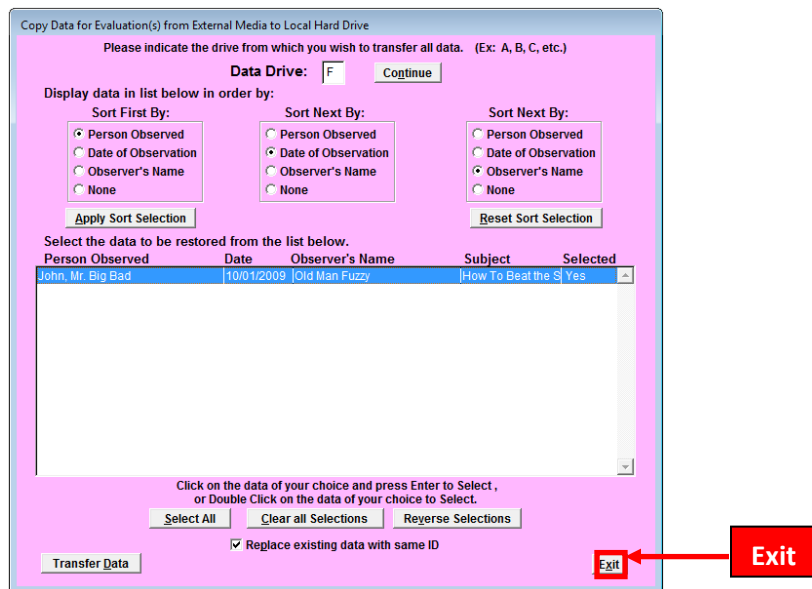 Copy Data for Evaluation(s) from External Media to Local Hard Drive
Please indicate the drive from which you wish to transfer all data. (Ex: A, B, C, etc.)
Data Drive: F Continue
Display data in list below in order by:
Sort First By: Sort Next By: Sort Next By:
Person Observed Person Observed Person Observed
Date of Observation Date of Observation Date of Observation
Observer's Name Observer's Name Observer's Name
None None None
Apply Sort Selection Reset Sort Selection
Select the data to be restored from the list below.
Person Observed Date Observer's Name Subject Selected
John, Mr. Big Bad 10/01/2009 Old Man Fuzzy How To Beat the S Yes
Click on the data of your choice and press Enter to Select ,
or Double Click on the data of your choice to Select.
Select All Clear all Selections Reverse Selections
Replace existing data with same ID
Transfer Data Exit Exit